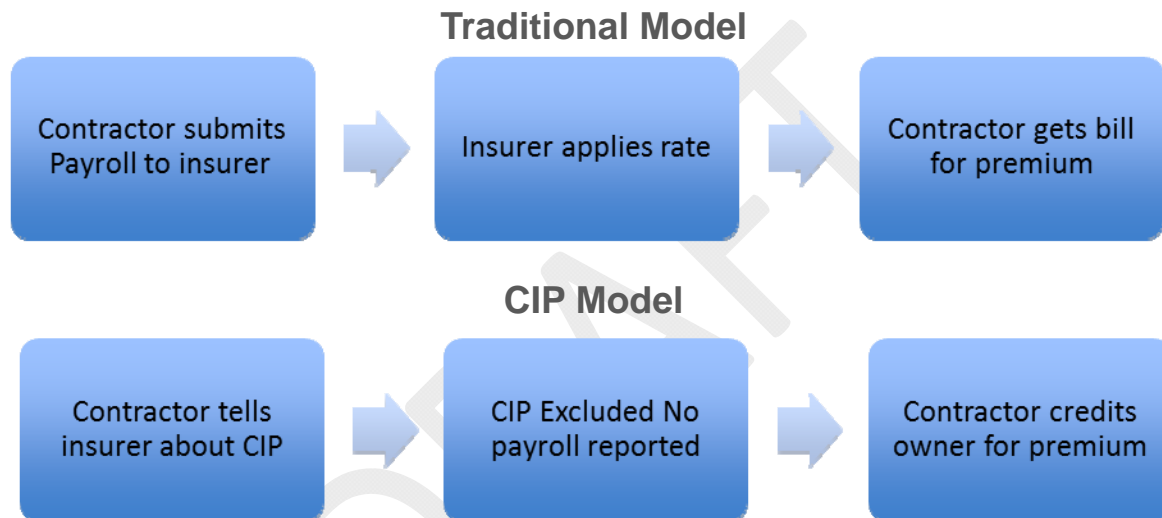 Traditional Model
Contractor submits
Payroll to insurer
Insurer applies rate
Contractor gets bill
for premium
CIP Model
Contractor tells
insurer about CIP
CIP Excluded No
payroll reported
Contractor credits
owner for premium
DRAFT